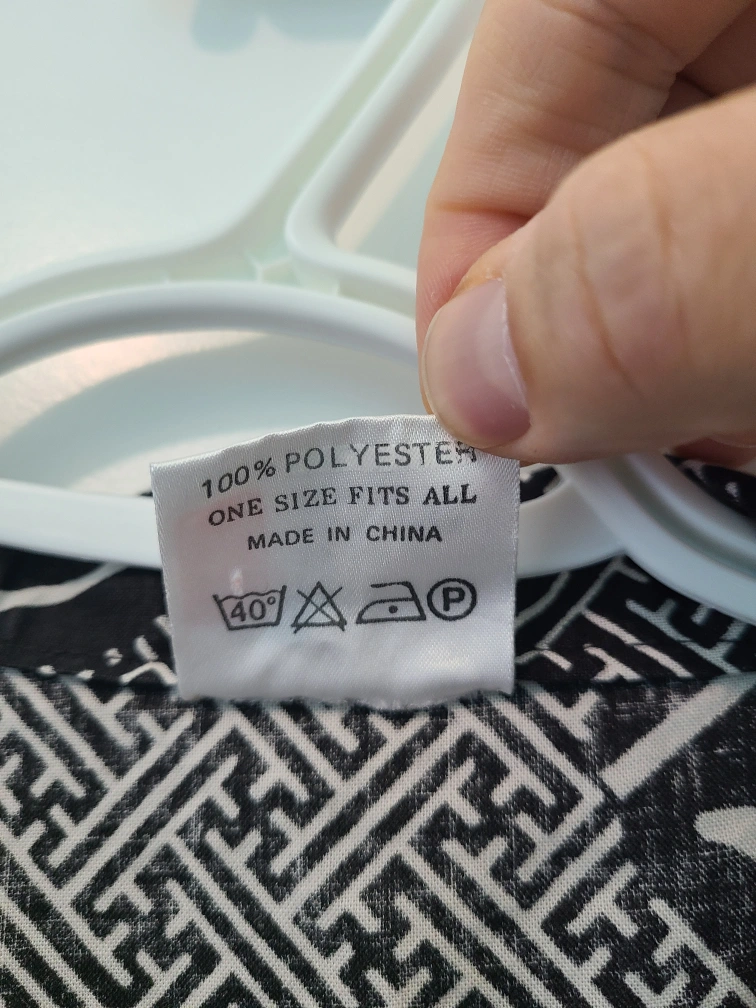 100% POLYESTER
ONE SIZE FITS ALL
MADE IN CHINA
40° P